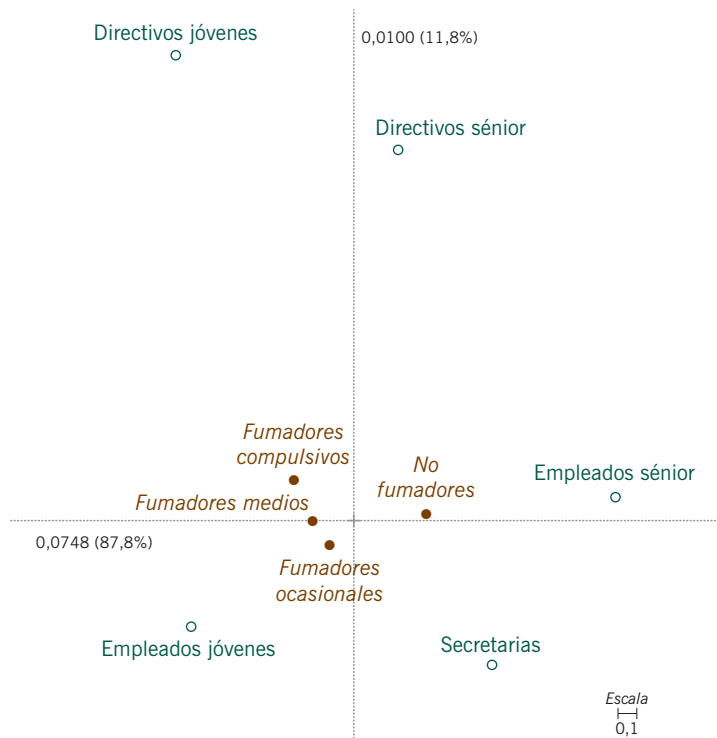 Directivos jóvenes
0,0100 (11,8%)
Directivos sénior
Fumadores
compulsivos
No
fumadores
Empleados sénior
Fumadores medios
0,0748 (87,8%)
Fumadores
ocasionales
Empleados jóvenes
Secretarias
Escala
0,1